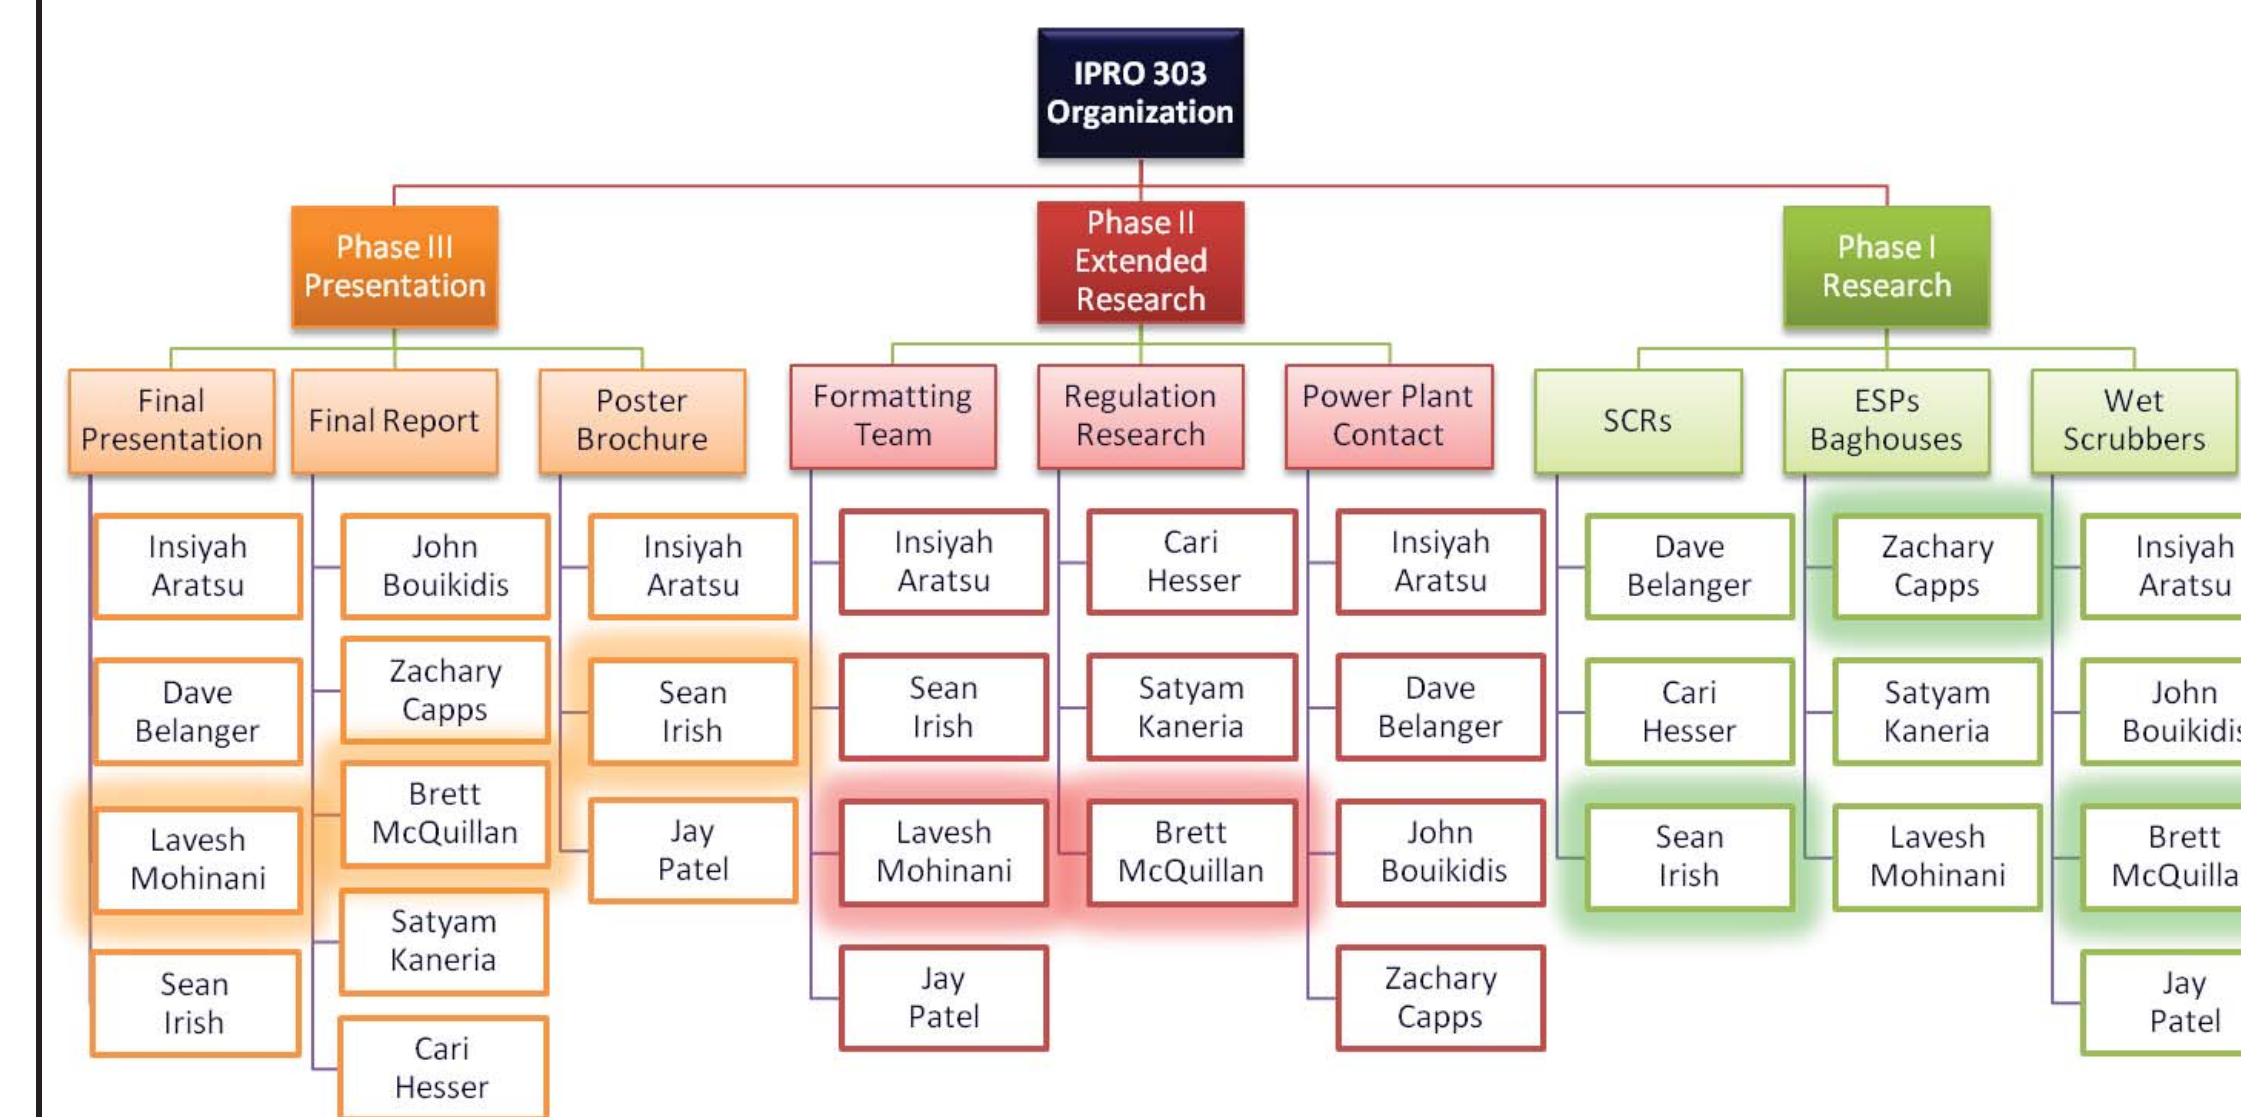 IPRO 303
Organization
Phase III
Presentation
Phase II
Extended
Research
Phase I
Research
Final
Presentation
Final Report
Poster
Brochure
Formatting
Team
Regulation
Research
Power Plant
Contact
SCRs
ESPs
Baghouses
Wet
Scrubbers
Insiyah
Aratsu
Dave
Belanger
Lavesh
Mohinani
Sean
Irish
John
Bouikidis
Zachary
Capps
Brett
McQuillan
Satyam
Kaneria
Cari
Hesser
Insiyah
Aratsu
Sean
Irish
Jay
Patel
Insiyah
Aratsu
Sean
Irish
Lavesh
Mohinani
Jay
Patel
Cari
Hesser
Satyam
Kaneria
Brett
McQuillan
Insiyah
Aratsu
Dave
Belanger
John
Bouikidis
Zachary
Capps
Dave
Belanger
Cari
Hesser
Sean
Irish
Zachary
Capps
Satyam
Kaneria
Lavesh
Mohinani
Insiyah
Aratsu
John
Bouikidis
Brett
McQuilla
Jay
Patel